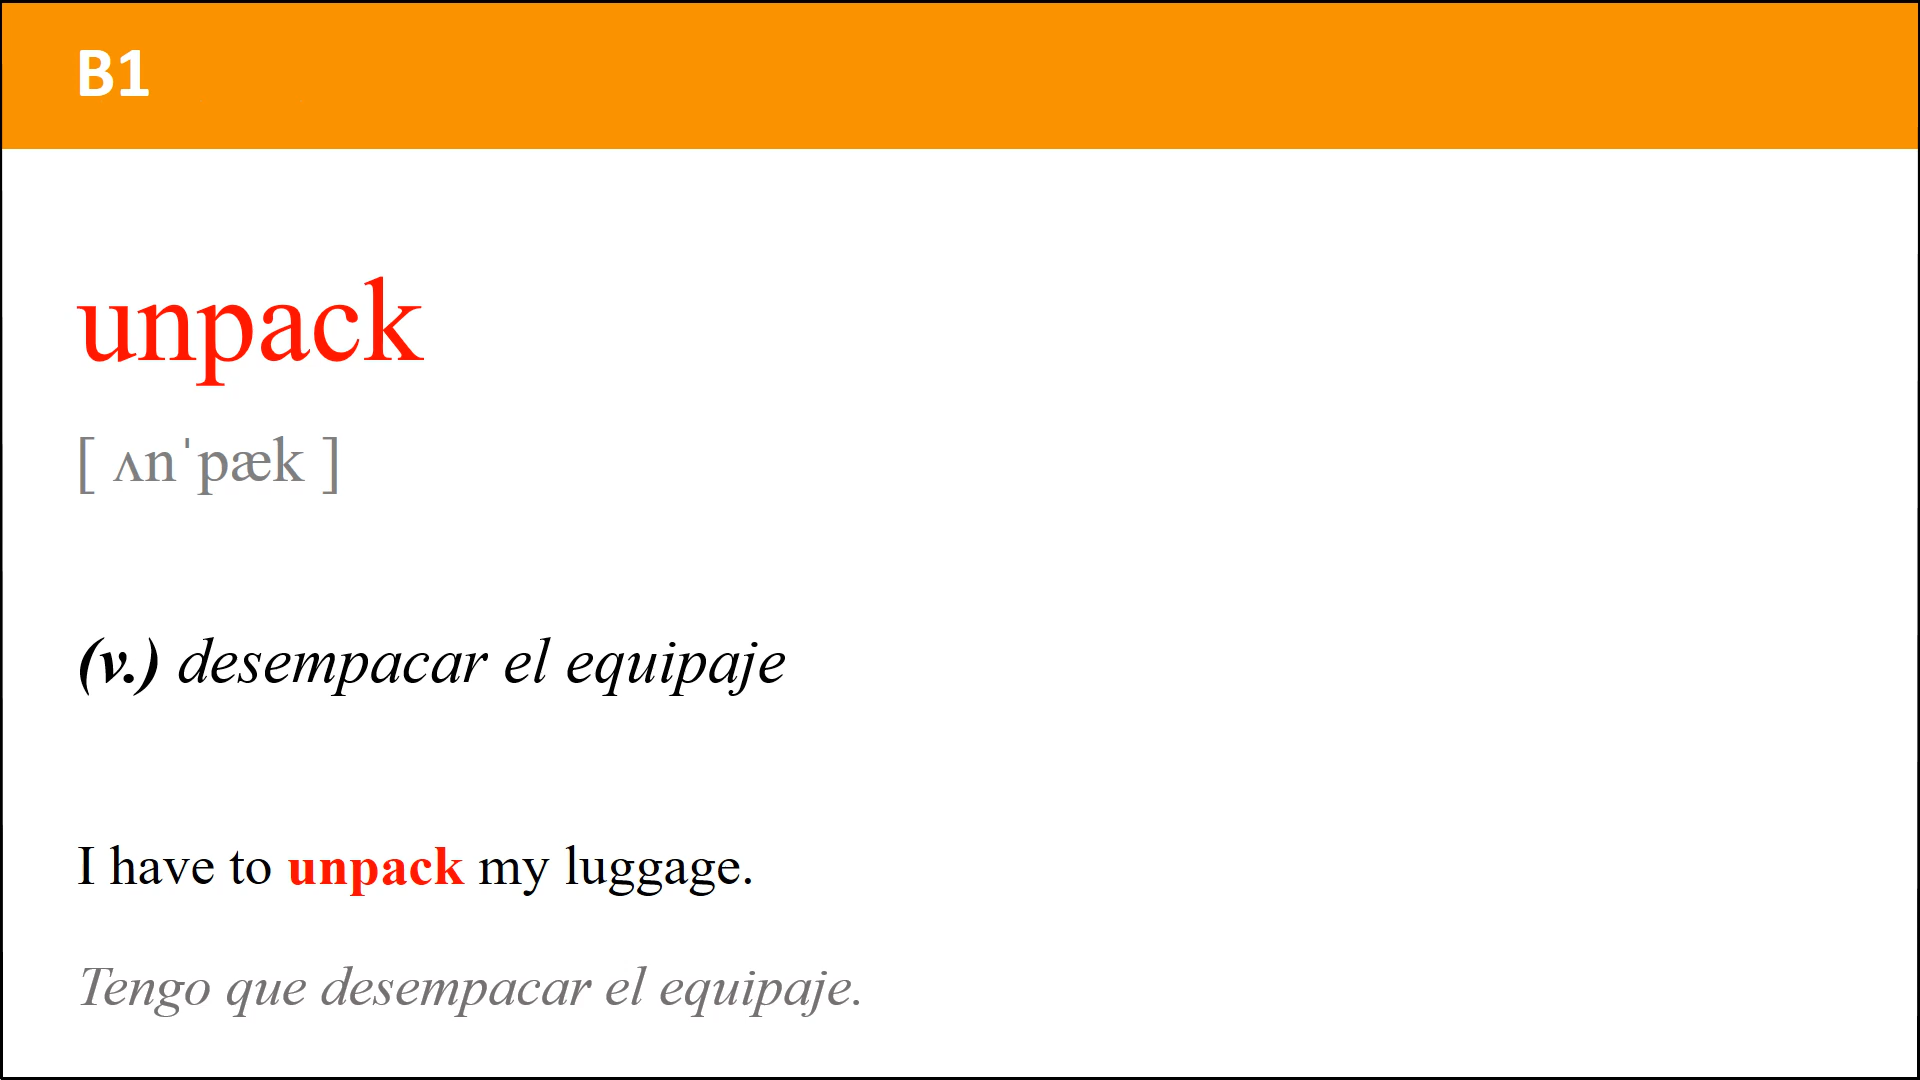 B1
unpack
[ ʌnˈpæk ]
(v.) desempacar el equipaje
I have to unpack my luggage.
Tengo que desempacar el equipaje.